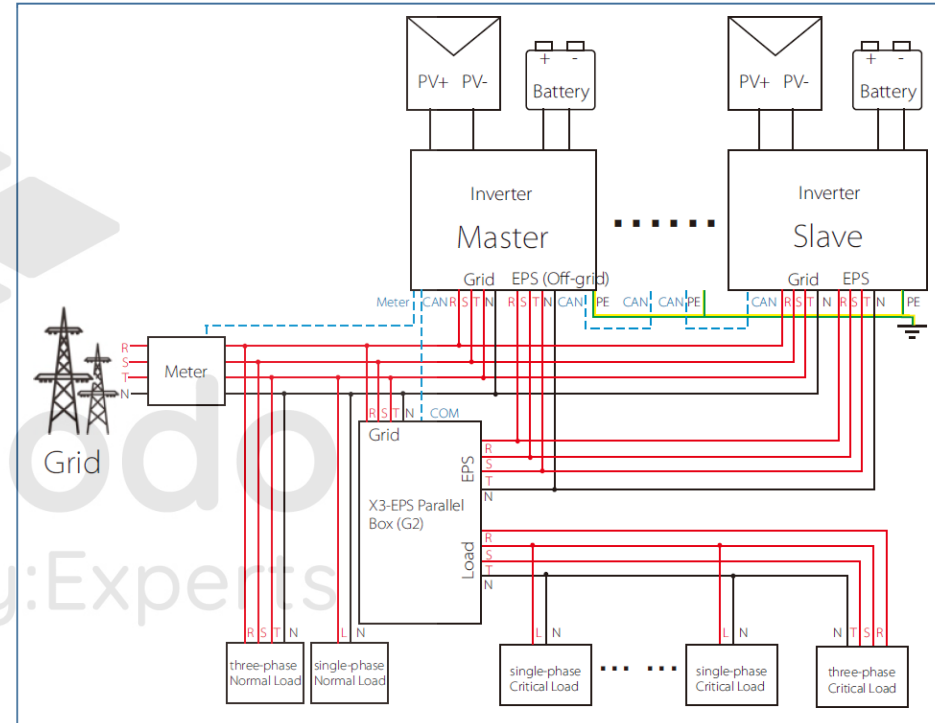 PV+ PV-
+ -
Battery
PV+ PV-
+ -
Battery
Inverter
Master
Grid EPS (Off-grid)
Inverter
Slave
Grid EPS
Meter CAN R S T N R S T N CAN PE CAN CAN PE CAN R S T N R S T N PE
R
S
T
N
Meter
Grid
R S T N COM
Grid
EPS
R
S
T
N
X3-EPS Parallel
Box (G2)
Load
R
S
T
N
R S T N
three-phase
Normal Load
L N
single-phase
Normal Load
L N
single-phase
Critical Load
L N
single-phase
Critical Load
N T S R
three-phase
Critical Load
odo
y:Experts